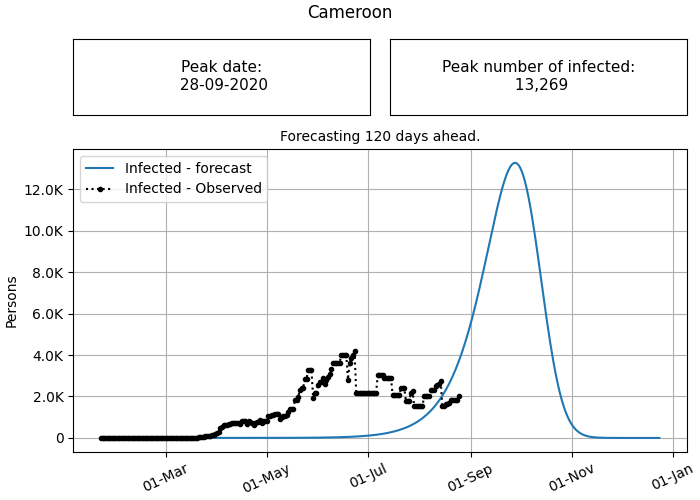 Cameroon
Peak date:
28-09-2020
Peak number of infected:
13,269
Forecasting 120 days ahead.
Infected - forecast
Infected - Observed
12.0K
10.0K
8.0K
6.0K
4.0K
2.0K
0
Persons
01-Mar
01-May
01-Jul
01-Sep
01-Nov
01-Jan